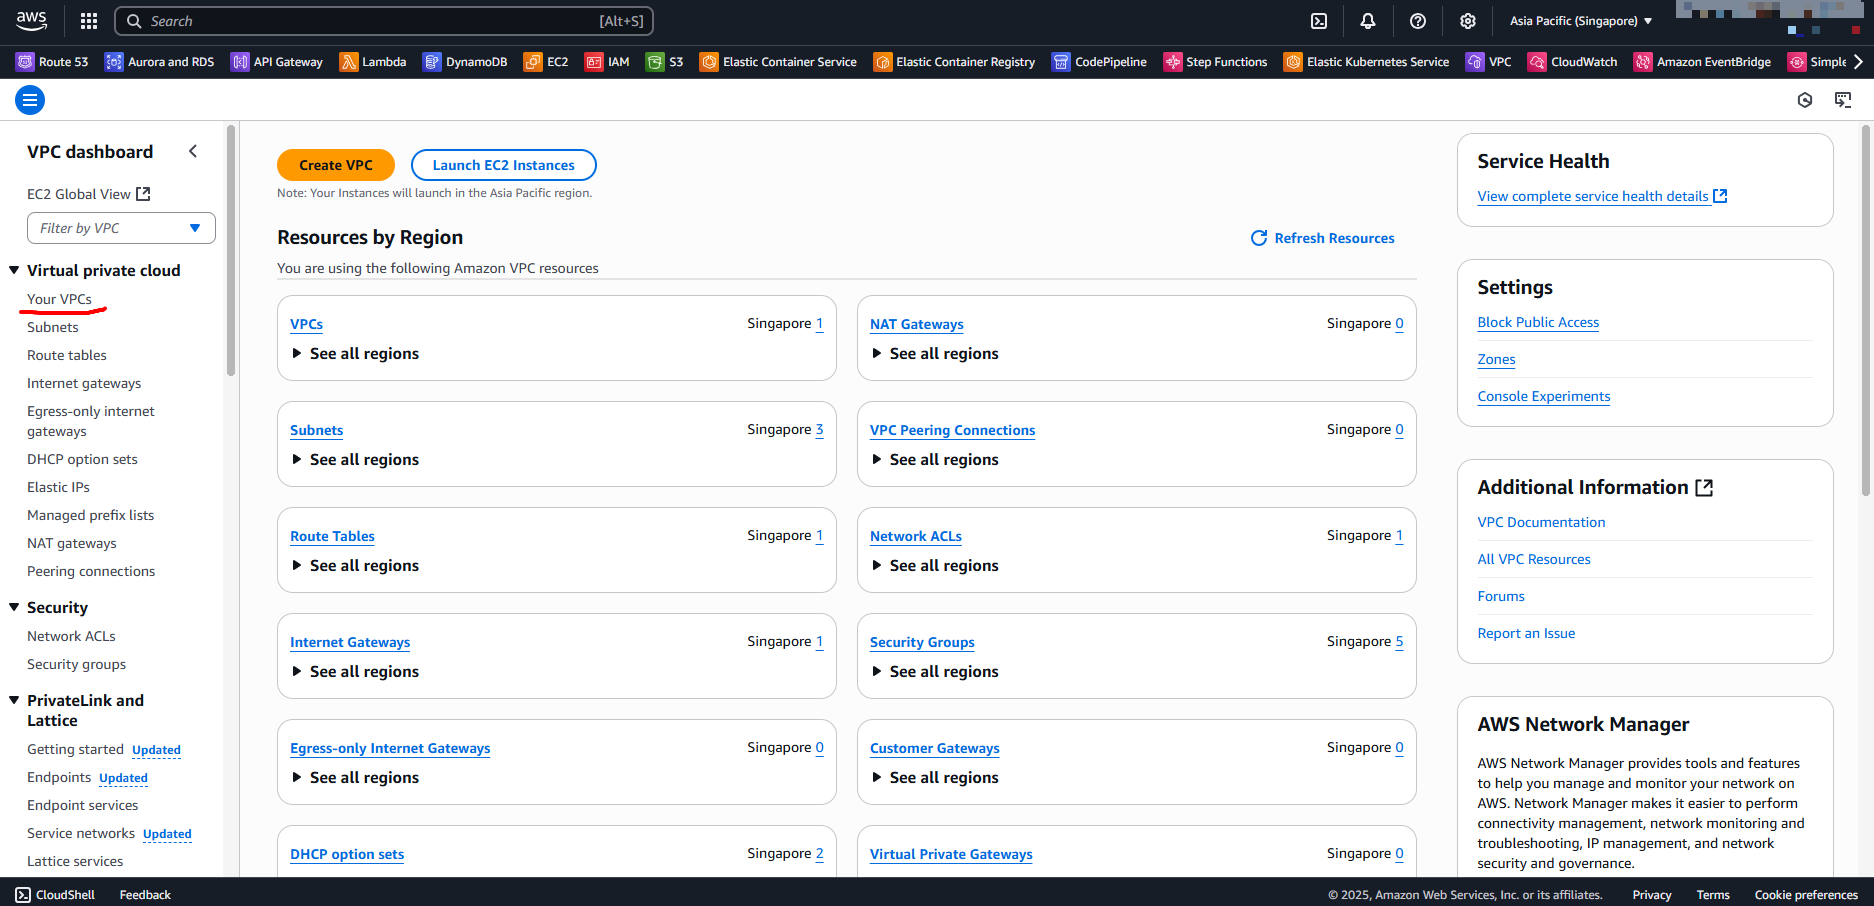 aws
Search [Alt+S]
Asia Pacific (Singapore)
Route 53 Aurora and RDS API Gateway Lambda DynamoDB EC2 IAM S3 Elastic Container Service Elastic Container Registry CodePipeline Step Functions Elastic Kubernetes Service VPC CloudWatch Amazon EventBridge Simple
VPC dashboard
EC2 Global View
Filter by VPC
Virtual private cloud
Your VPCs
Subnets
Route tables
Internet gateways
Egress-only internet
gateways
DHCP option sets
Elastic IPs
Managed prefix lists
NAT gateways
Peering connections
Security
Network ACLs
Security groups
PrivateLink and
Lattice
Getting started Updated
Endpoints Updated
Endpoint services
Service networks Updated
Lattice services
Create VPC Launch EC2 Instances
Note: Your Instances will launch in the Asia Pacific region.
Resources by Region
Refresh Resources
You are using the following Amazon VPC resources
VPCs Singapore 1
See all regions
NAT Gateways Singapore 0
See all regions
Subnets Singapore 3
See all regions
VPC Peering Connections Singapore 0
See all regions
Route Tables Singapore 1
See all regions
Network ACLs Singapore 1
See all regions
Internet Gateways Singapore 1
See all regions
Security Groups Singapore 5
See all regions
Egress-only Internet Gateways Singapore 0
See all regions
Customer Gateways Singapore 0
See all regions
DHCP option sets Singapore 2
Virtual Private Gateways Singapore 0
Service Health
View complete service health details
Settings
Block Public Access
Zones
Console Experiments
Additional Information
VPC Documentation
All VPC Resources
Forums
Report an Issue
AWS Network Manager
AWS Network Manager provides tools and features
to help you manage and monitor your network on
AWS. Network Manager makes it easier to perform
connectivity management, network monitoring and
troubleshooting, IP management, and network
security and governance.
CloudShell Feedback
© 2025, Amazon Web Services, Inc. or its affiliates. Privacy Terms Cookie preferences